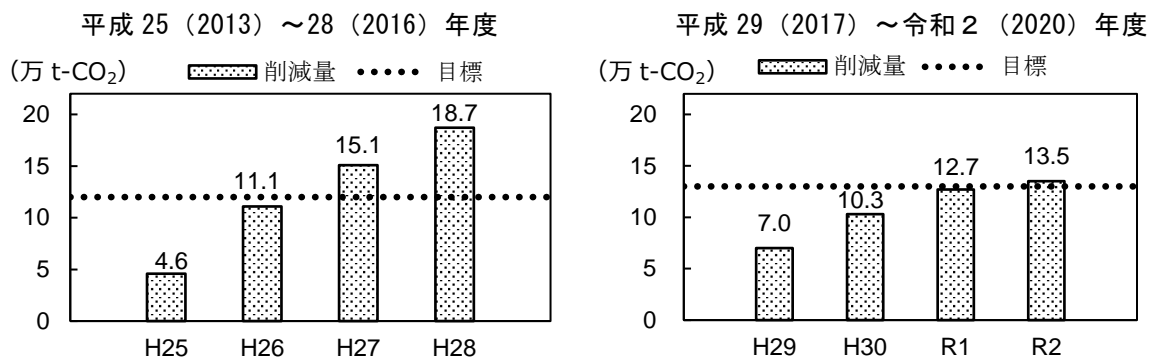 平成 25（2013）～28（2016）年度
（万 t-CO₂）
削減量
目標
20
15
10
5
0
4.6
11.1
15.1
18.7
H25
H26
H27
H28
平成 29（2017）～令和２（2020）年度
（万 t-CO₂）
削減量
目標
20
15
10
5
0
7.0
10.3
12.7
13.5
H29
H30
R1
R2